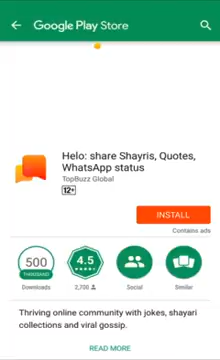 Google Play Store
Helo: share Shayris, Quotes,
WhatsApp status
TopBuzz Global
12+
INSTALL
Contains ads
500
THOUSAND
4.5
Downloads
2,700
Social
Similar
Thriving online community with jokes, shayari
collections and viral gossip.
READ MORE